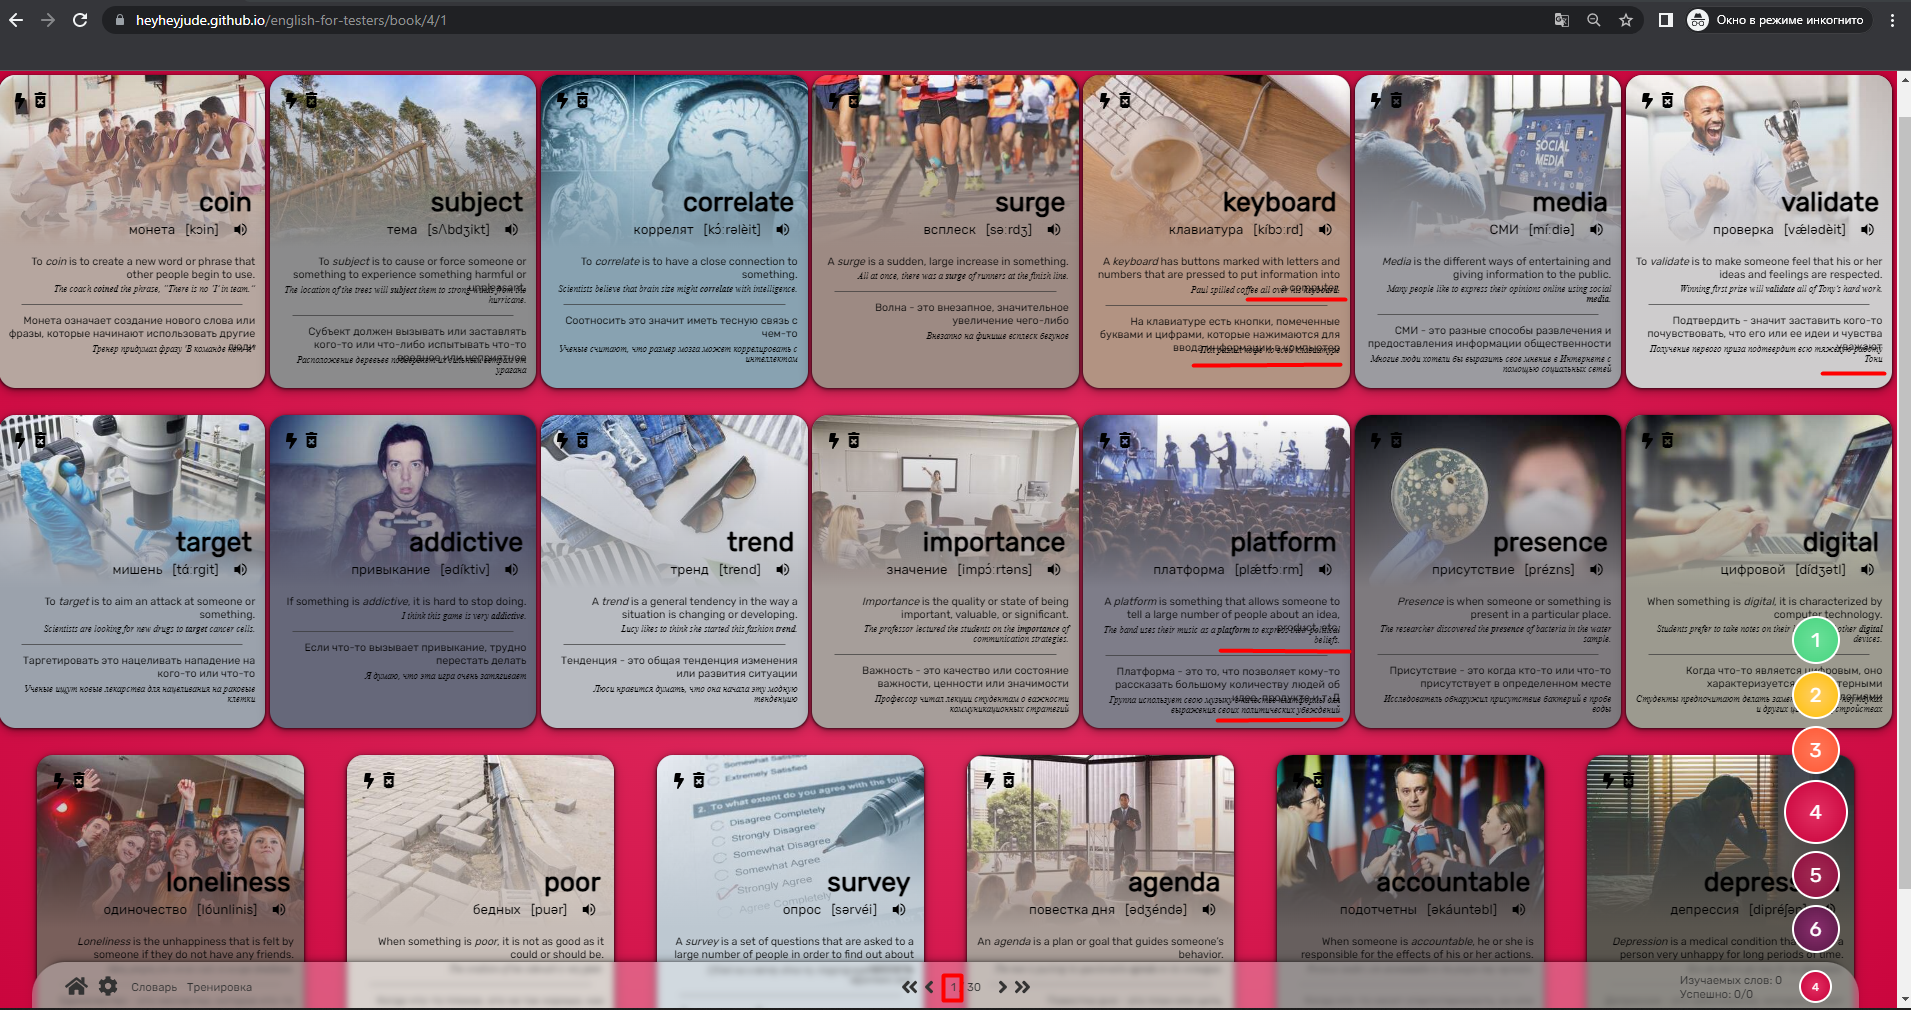 heyheyjude.github.io/english-for-testers/book/4/1
Окно в режиме инкогнито
coin
монета [kɔin]
To coin is to create a new word or phrase that
other people begin to use.
The coach coined the phrase, "There is no 'I' in team."
Монета означает создание нового слова или
фразы, которые начинают использовать другие
люди
Тренер придумал фразу 'В команде нет я'
subject
тема [s/\bdʒikt]
To subject is to cause or force someone or
something to experience something harmful or
unpleasant.
The location of the trees will subject them to strong winds from the
hurricane.
Субъект должен вызывать или заставлять
кого-то или что-либо испытывать что-то
вредное или неприятное
Расположение деревьев подвергнет их сильным ветрам от
урагана
correlate
коррелят [kɔ́ːrəlèit]
To correlate is to have a close connection to
something.
Scientists believe that brain size might correlate with intelligence.
Соотносить это значит иметь тесную связь с
чем-то
Ученые считают, что размер мозга может коррелировать с
интеллектом
surge
всплеск [səːrdʒ]
A surge is a sudden, large increase in something.
All at once, there was a surge of runners at the finish line.
Волна - это внезапное, значительное
увеличение чего-либо
Внезапно на финише всплеск бегунов
keyboard
клавиатура [kíbɔːrd]
A keyboard has buttons marked with letters and
numbers that are pressed to put information into
a computer.
Paul spilled coffee all over his keyboard.
На клавиатуре есть кнопки, помеченные
буквами и цифрами, которые нажимаются для
ввода информации в компьютер
Пол разлил кофе по всей клавиатуре
media
СМИ [míːdiə]
Media is the different ways of entertaining and
giving information to the public.
Many people like to express their opinions online using social
media.
СМИ - это разные способы развлечения и
предоставления информации общественности
Многие люди хотели бы выразить свое мнение в Интернете с
помощью социальных сетей
SOCIAL
MEDIA
validate
проверка [vǽlədèit]
To validate is to make someone feel that his or her
ideas and feelings are respected.
Winning first prize will validate all of Tony's hard work.
Подтвердить - значит заставить кого-то
почувствовать, что его или ее идеи и чувства
уважают
Получение первого приза подтвердит всю тяжелую работу
Тони
target
мишень [tɑ́ːrgit]
To target is to aim an attack at someone or
something.
Scientists are looking for new drugs to target cancer cells.
Таргетировать это нацеливать нападение на
кого-то или что-то
Ученые ищут новые лекарства для нацеливания на раковые
клетки
addictive
привыкание [ədíktiv]
If something is addictive, it is hard to stop doing.
I think this game is very addictive.
Если что-то вызывает привыкание, трудно
перестать делать
Я думаю, что эта игра очень затягивает
trend
тренд [trend]
A trend is a general tendency in the way a
situation is changing or developing.
Lucy likes to think she started this fashion trend.
Тенденция - это общая тенденция изменения
или развития ситуации
Люси нравится думать, что она начала эту модную
тенденцию
importance
значение [impɔ́ːrtəns]
Importance is the quality or state of being
important, valuable, or significant.
The professor lectured the students on the importance of
communication strategies.
Важность - это качество или состояние
важности, ценности или значимости
Профессор читал лекции студентам о важности
коммуникационных стратегий
platform
платформа [plǽtfɔːrm]
A platform is something that allows someone to
tell a large number of people about an idea,
product, etc.
The band uses their music as a platform to express their political
beliefs.
Платформа - это то, что позволяет кому-то
рассказать большому количеству людей об
идее, продукте и т. Д
Группа использует свою музыку в качестве платформы для
выражения своих политических убеждений
presence
присутствие [prézns]
Presence is when someone or something is
present in a particular place.
The researcher discovered the presence of bacteria in the water
sample.
Присутствие - это когда кто-то или что-то
присутствует в определенном месте
Исследователь обнаружил присутствие бактерий в пробе
воды
digital
цифровой [dídʒətl]
When something is digital, it is characterized by
computer technology.
Students prefer to take notes on their other digital
devices.
Когда что-то является цифровым, оно
характеризуется
Студенты предпочитают делать
и других
loneliness
одиночество [lóunlinis]
Loneliness is the unhappiness that is felt by
someone if they do not have any friends.
poor
бедных [puər]
When something is poor, it is not as good as it
could or should be.
Somewhat Satisfied
Extremely Satisfied
2. To what extent do you agree with the
Disagree Completely
Strongly Disagree
Somewhat Disagree
Somewhat Agree
Strongly Agree
Agree Completely
survey
опрос [sərvéi]
A survey is a set of questions that are asked to a
large number of people in order to find out about
agenda
повестка дня [ədʒéndə]
An agenda is a plan or goal that guides someone's
behavior.
accountable
подотчетны [əkáuntəbl]
When someone is accountable, he or she is
responsible for the effects of his or her actions.
депрессия
Depression is a medical condition that
person very unhappy for long periods of time.
1
2
3
4
5
6
Словарь Тренировка
1 30
Изучаемых слов: 0
Успешно: 0/0
4